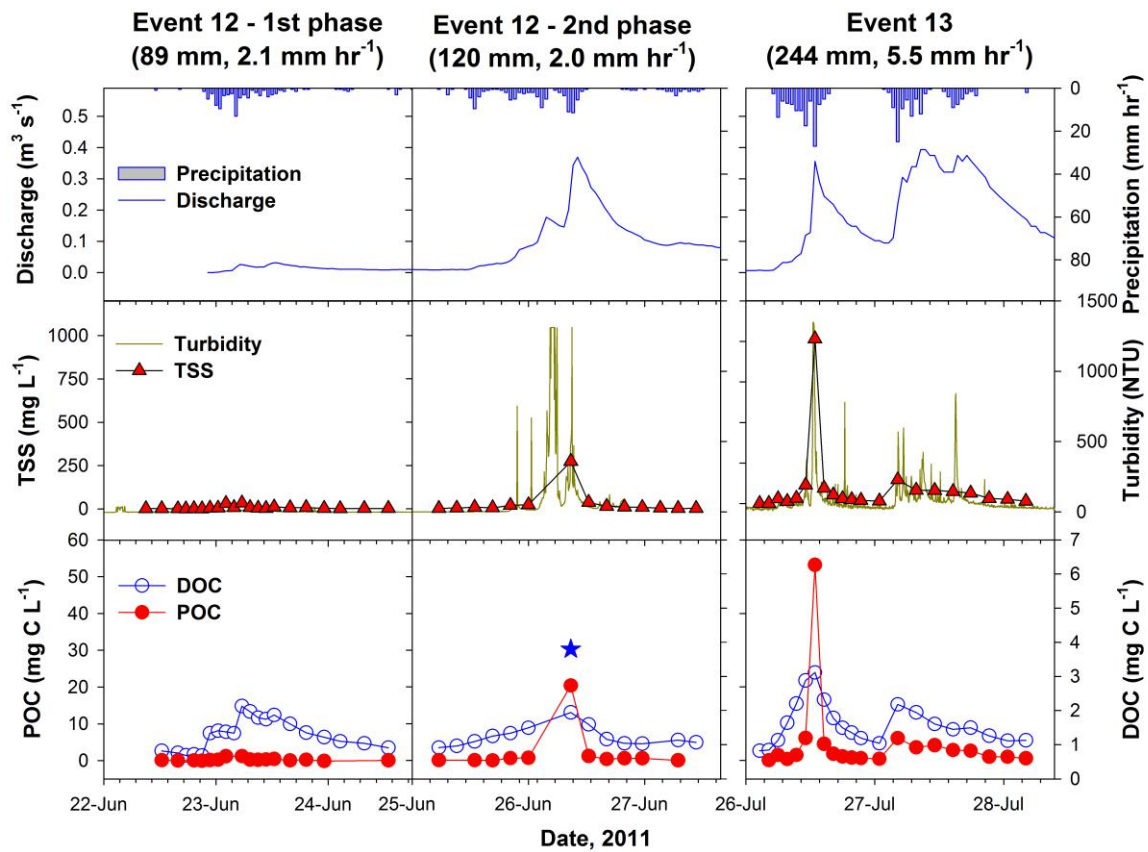 Event 12 - 1st phase
(89 mm, 2.1 mm hr⁻¹)
Event 12 - 2nd phase
(120 mm, 2.0 mm hr⁻¹)
Event 13
(244 mm, 5.5 mm hr⁻¹)
Discharge (m³ s⁻¹)
0.5
0.4
0.3
0.2
0.1
0.0
Precipitation
Discharge
0
20
40
60
80
Precipitation (mm hr⁻¹)
TSS (mg L⁻¹)
1000
750
500
250
0
Turbidity
TSS
1500
1000
500
0
Turbidity (NTU)
POC (mg C L⁻¹)
60
50
40
30
20
10
0
DOC
POC
7
6
5
4
3
2
1
0
DOC (mg C L⁻¹)
22-Jun
23-Jun
24-Jun
25-Jun
26-Jun
27-Jun
26-Jul
27-Jul
28-Jul
Date, 2011